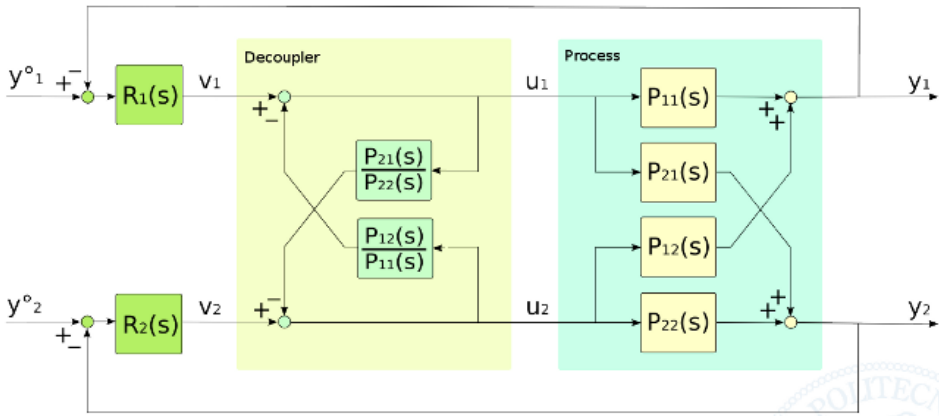 Decoupler
Process
y°1
+
−
R1(s)
v1
+
−
u1
P11(s)
+
+
y1
P21(s)
P22(s)
P21(s)
P12(s)
P11(s)
P12(s)
y°2
+
−
R2(s)
v2
+
−
u2
P22(s)
+
+
y2
POLITECN